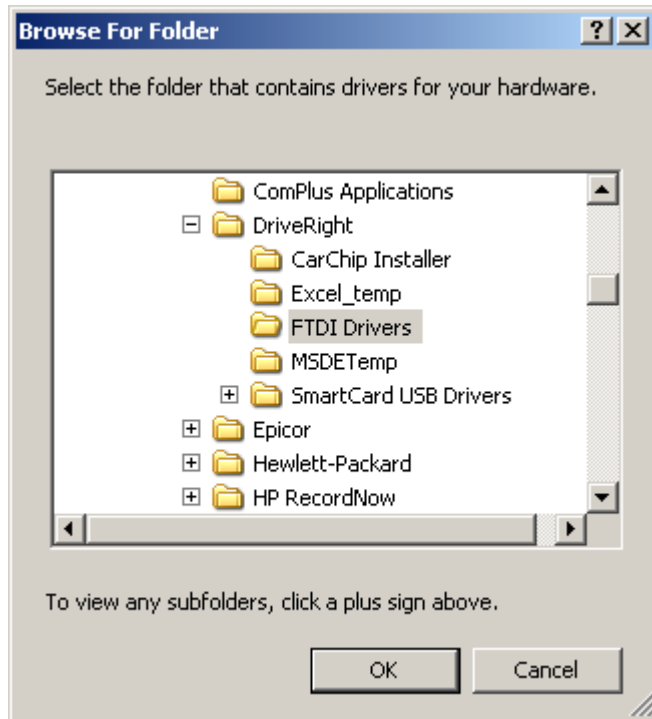 Browse For Folder
Select the folder that contains drivers for your hardware.
ComPlus Applications
DriveRight
CarChip Installer
Excel_temp
FTDI Drivers
MSDETemp
SmartCard USB Drivers
Epicor
Hewlett-Packard
HP RecordNow
To view any subfolders, click a plus sign above.
OK Cancel